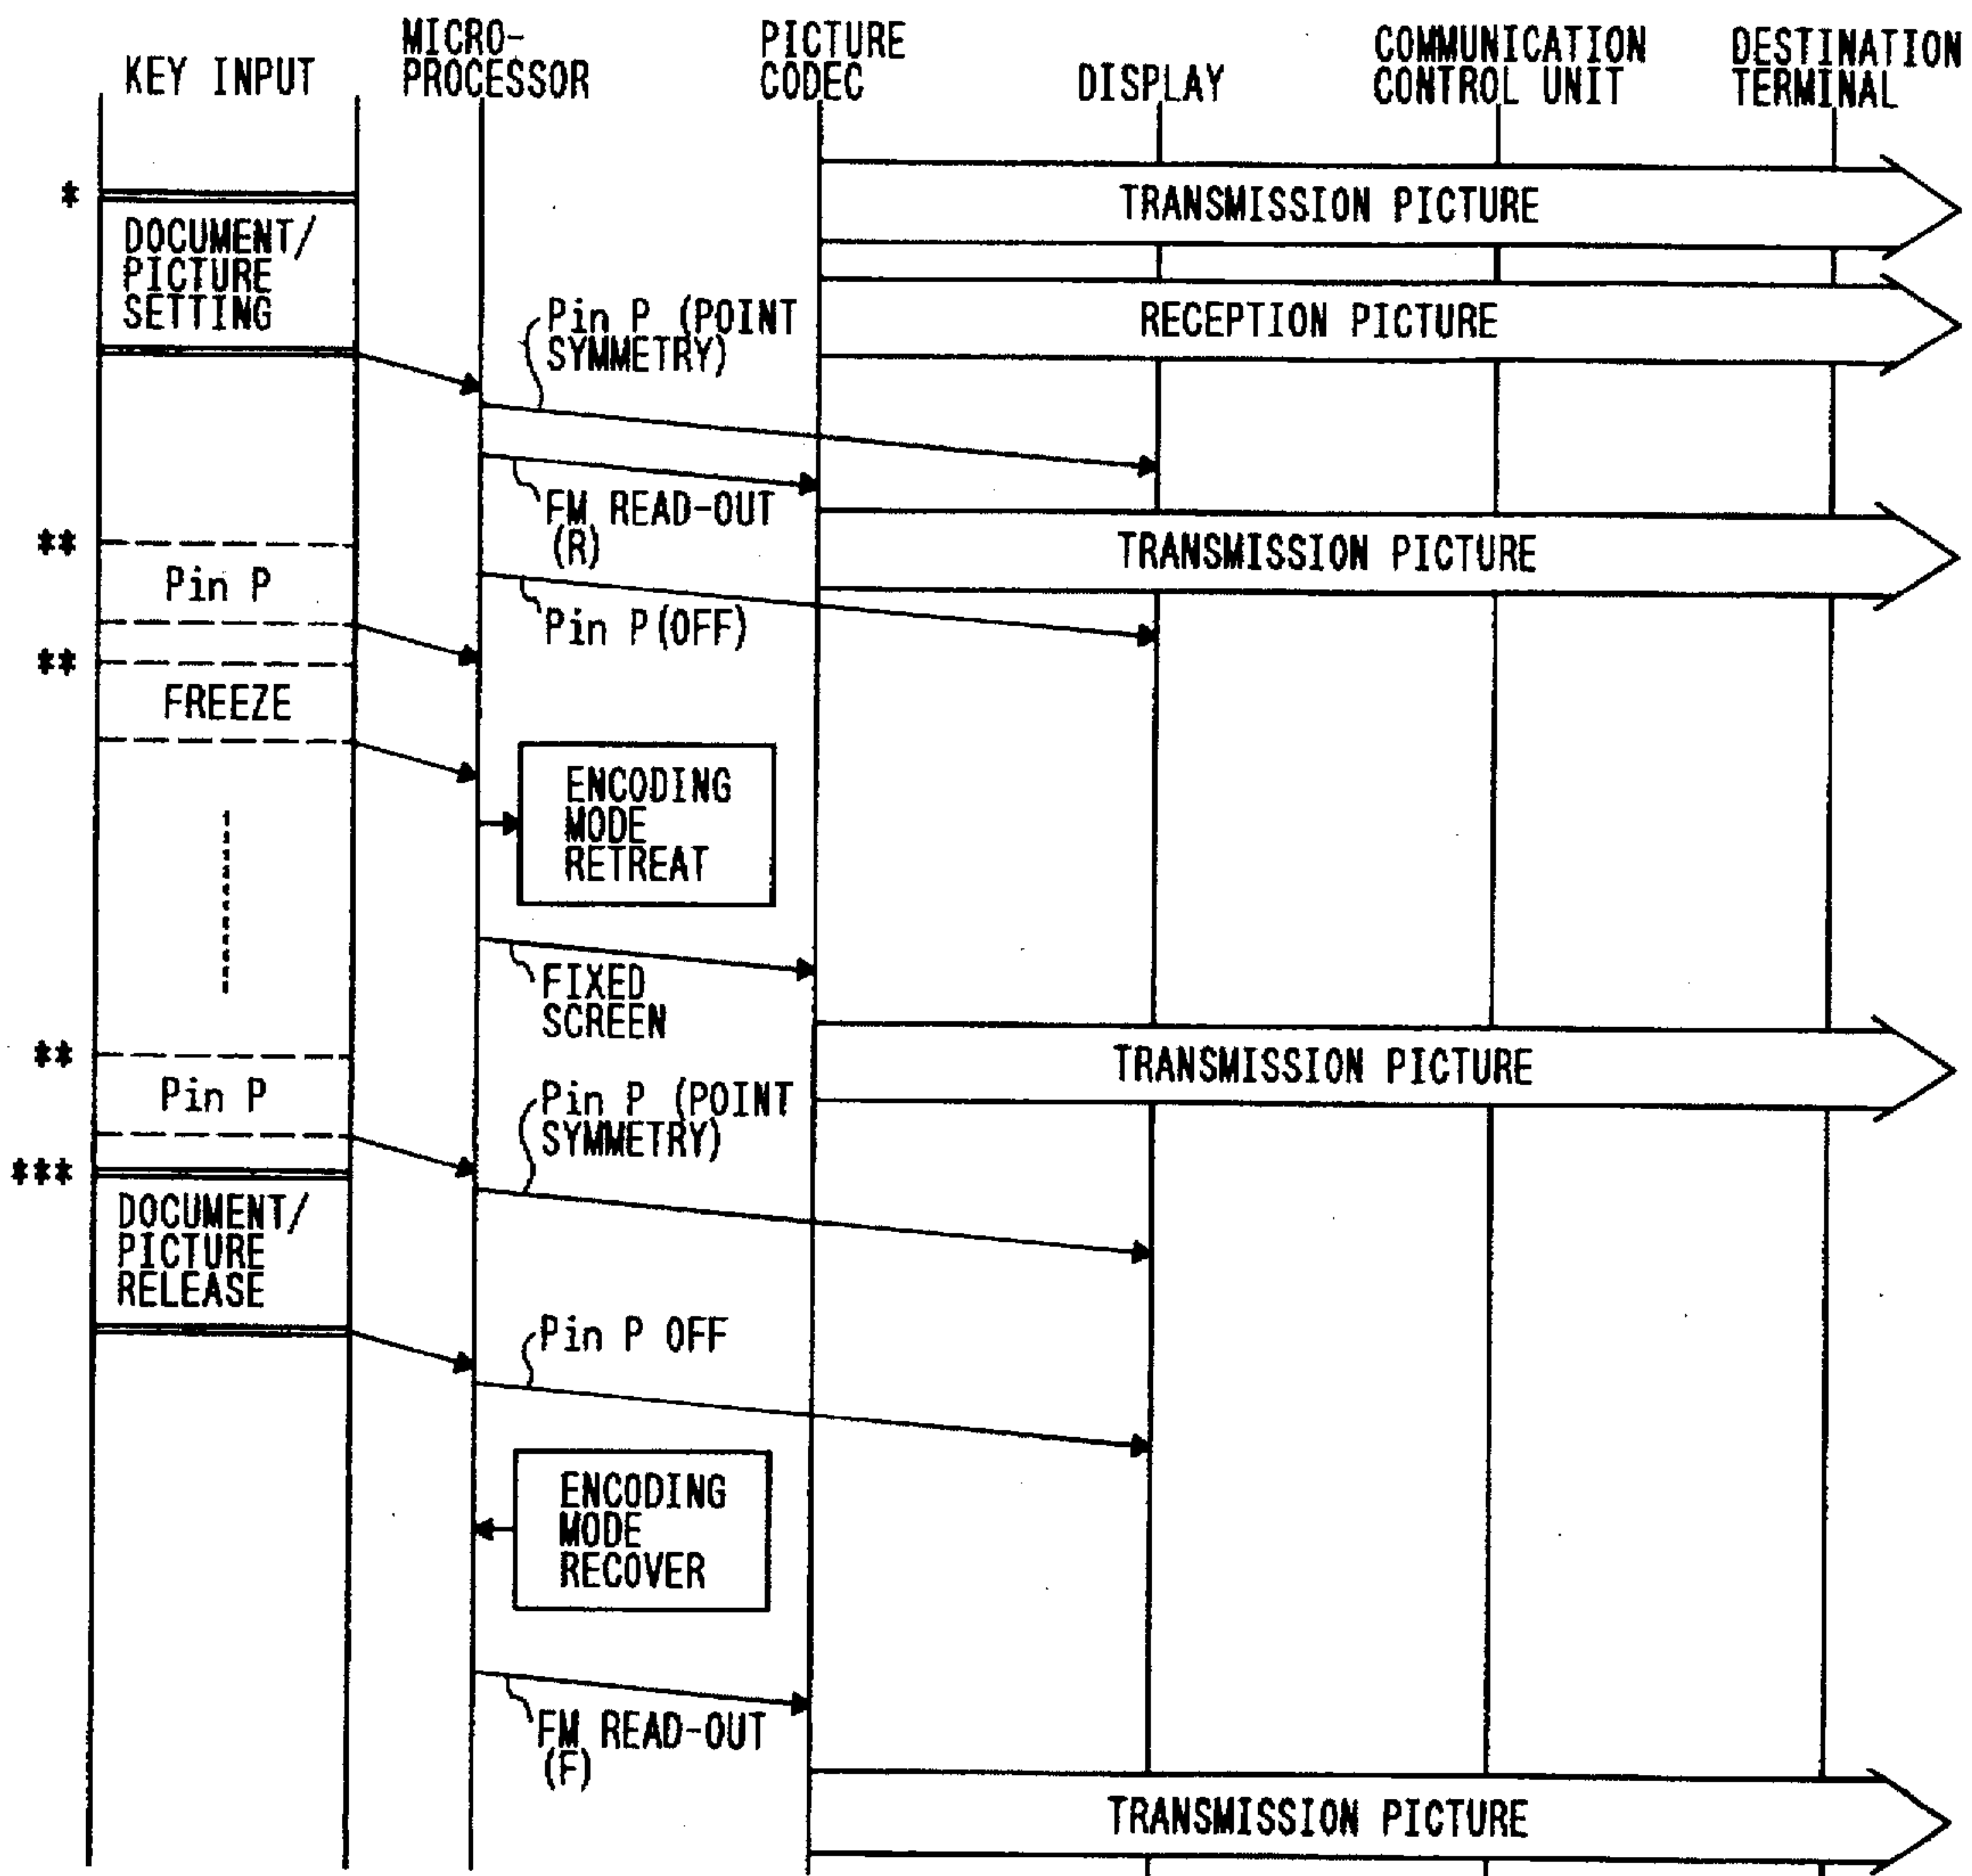 KEY INPUT
MICRO-
PROCESSOR
PICTURE
CODEC
DISPLAY
COMMUNICATION
CONTROL UNIT
DESTINATION
TERMINAL
TRANSMISSION PICTURE
*
DOCUMENT/
PICTURE
SETTING
RECEPTION PICTURE
Pin P (POINT
SYMMETRY)
FM READ-OUT
(R)
TRANSMISSION PICTURE
**
Pin P
Pin P(OFF)
**
FREEZE
ENCODING
MODE
RETREAT
FIXED
SCREEN
TRANSMISSION PICTURE
**
Pin P
Pin P (POINT
SYMMETRY)
***
DOCUMENT/
PICTURE
RELEASE
Pin P OFF
ENCODING
MODE
RECOVER
FM READ-OUT
(F)
TRANSMISSION PICTURE